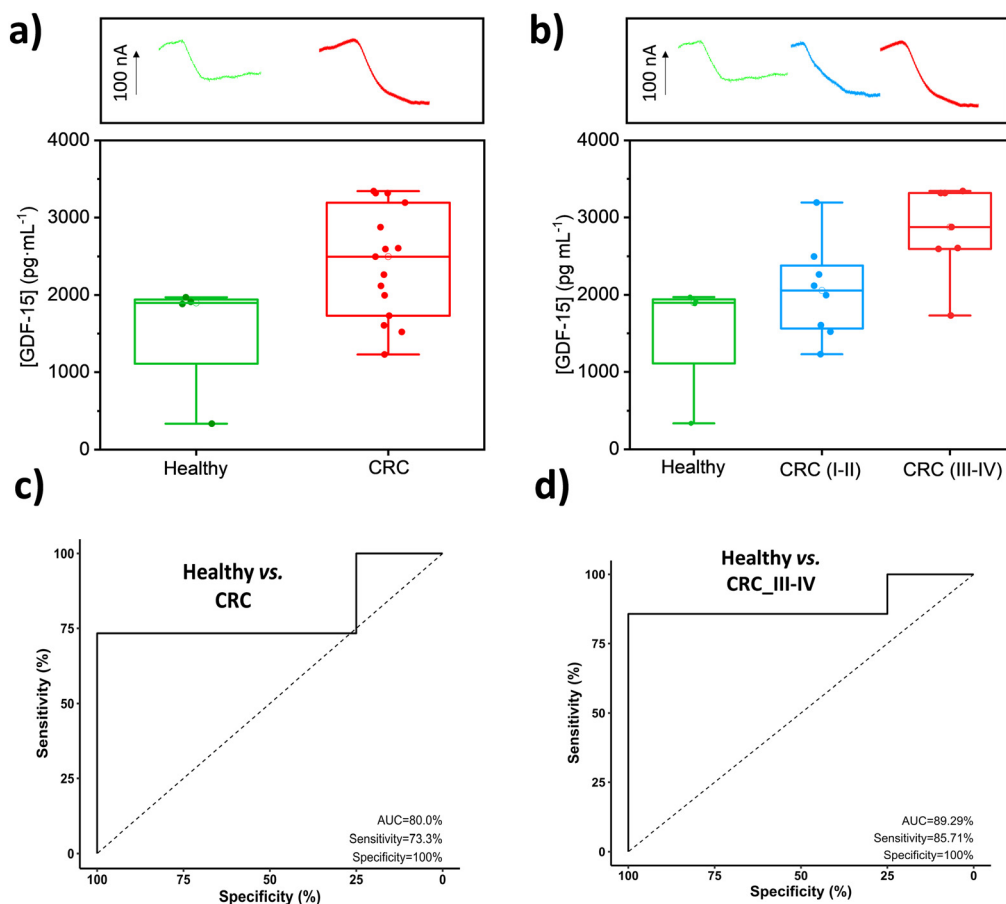 a)
100 nA
[GDF-15] (pg·mL⁻¹)
4000
3000
2000
1000
0
Healthy
CRC
b)
100 nA
[GDF-15] (pg mL⁻¹)
4000
3000
2000
1000
0
Healthy
CRC (I-II)
CRC (III-IV)
c)
Healthy vs.
CRC
Sensitivity (%)
100
75
50
25
0
AUC=80.0%
Sensitivity=73.3%
Specificity=100%
100
75
50
25
0
Specificity (%)
d)
Healthy vs.
CRC_III-IV
Sensitivity (%)
100
75
50
25
0
AUC=89.29%
Sensitivity=85.71%
Specificity=100%
100
75
50
25
0
Specificity (%)